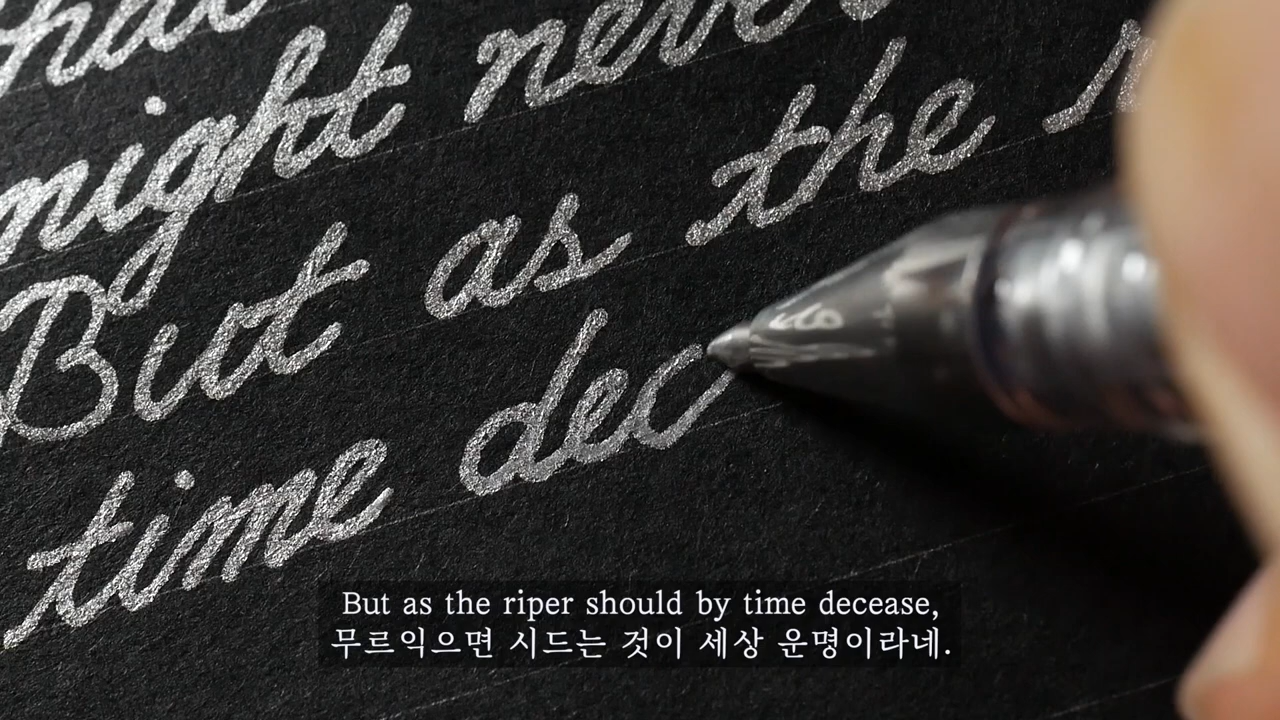 night never
But as the
time dec
But as the riper should by time decease,
무르익으면 시드는 것이 세상 운명이라네.